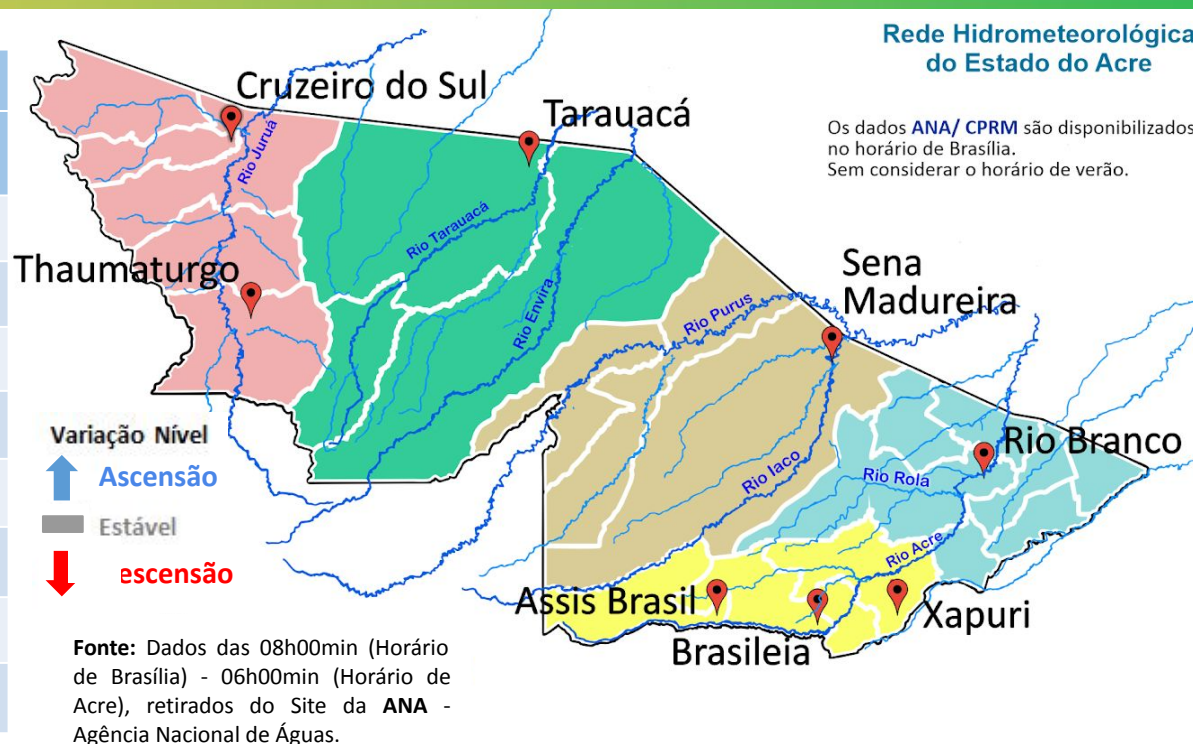 Rede Hidrometeorológica
do Estado do Acre
Os dados ANA/ CPRM são disponibilizados
no horário de Brasília.
Sem considerar o horário de verão.
Cruzeiro do Sul
Tarauacá
Rio Juruá
Rio Tarauacá
Thaumaturgo
Rio Envira
Sena
Madureira
Rio Purus
Variação Nível
Ascensão
Estável
escensão
Rio Branco
Rio Iaco
Rio Rola
Rio Acre
Assis Brasil
Xapuri
Brasileia
Fonte: Dados das 08h00min (Horário
de Brasília) - 06h00min (Horário de
Acre), retirados do Site da ANA -
Agência Nacional de Águas.